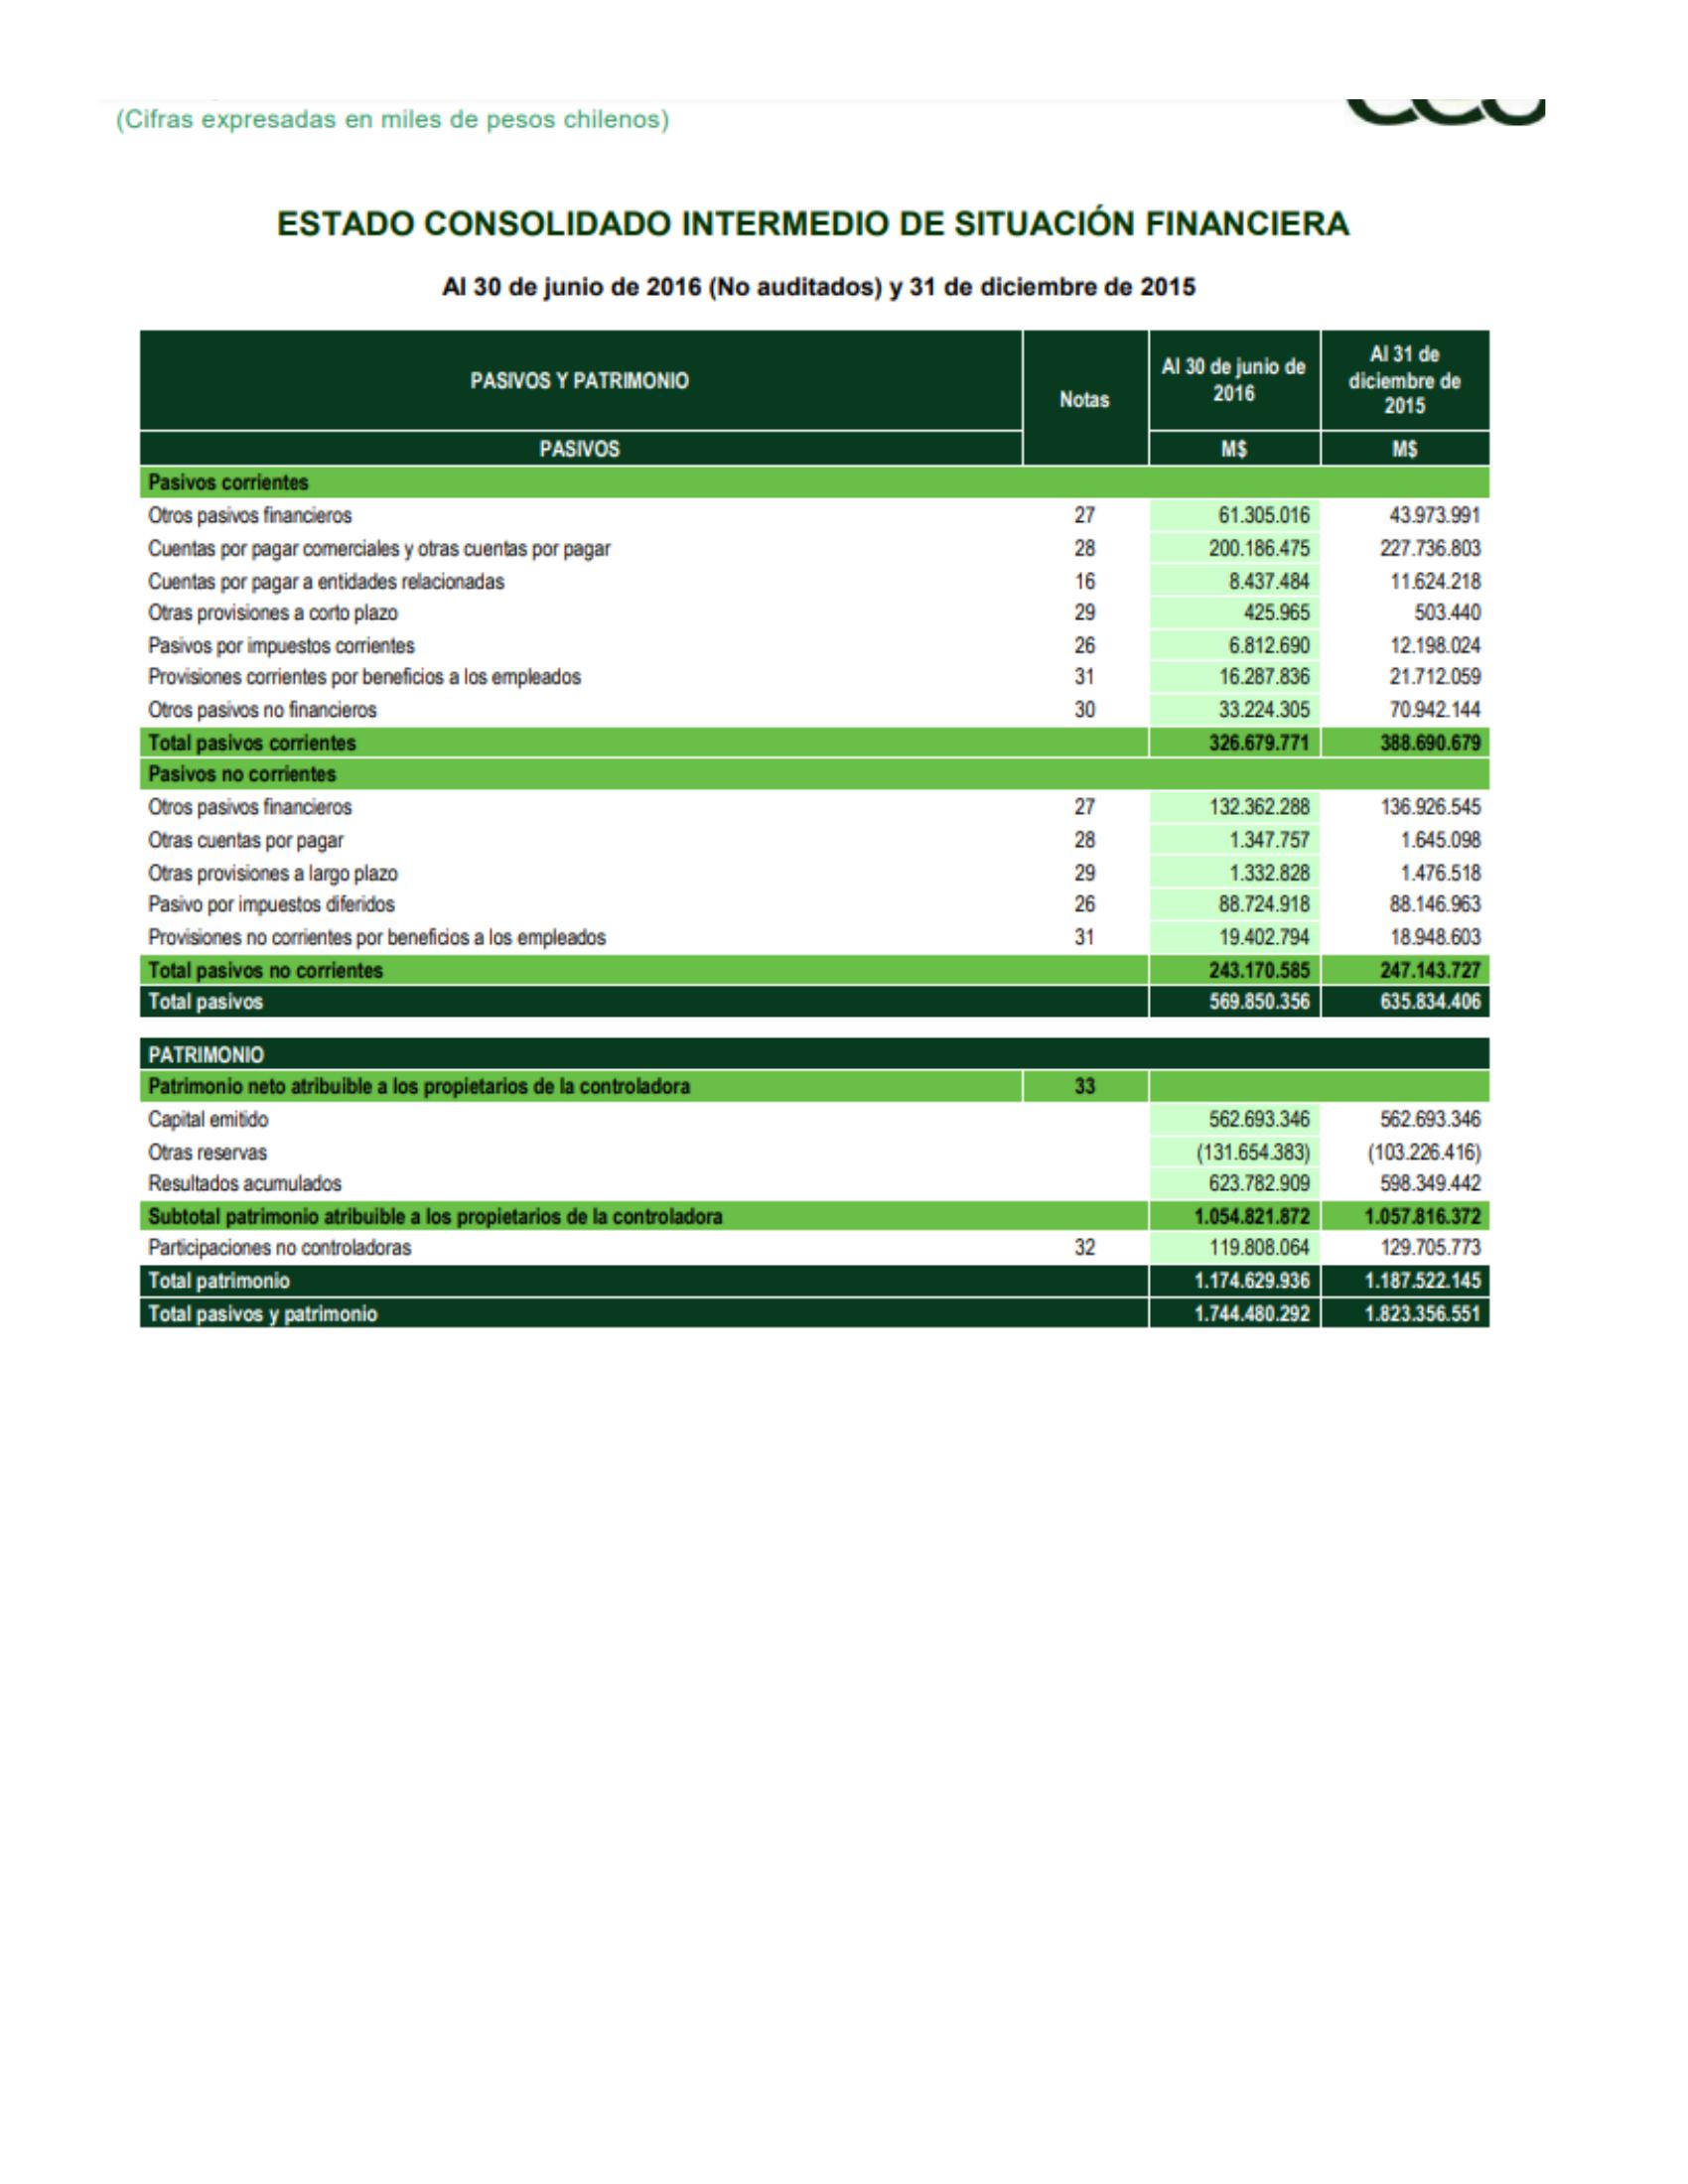 (Cifras expresadas en miles de pesos chilenos)
ESTADO CONSOLIDADO INTERMEDIO DE SITUACIÓN FINANCIERA
Al 30 de junio de 2016 (No auditados) y 31 de diciembre de 2015
PASIVOS Y PATRIMONIO Notas Al 30 de junio de 2016 Al 31 de diciembre de 2015
PASIVOS M$ M$
Pasivos corrientes
Otros pasivos financieros 27 61.305.016 43.973.991
Cuentas por pagar comerciales y otras cuentas por pagar 28 200.186.475 227.736.803
Cuentas por pagar a entidades relacionadas 16 8.437.484 11.624.218
Otras provisiones a corto plazo 29 425.965 503.440
Pasivos por impuestos corrientes 26 6.812.690 12.198.024
Provisiones corrientes por beneficios a los empleados 31 16.287.836 21.712.059
Otros pasivos no financieros 30 33.224.305 70.942.144
Total pasivos corrientes 326.679.771 388.690.679
Pasivos no corrientes
Otros pasivos financieros 27 132.362.288 136.926.545
Otras cuentas por pagar 28 1.347.757 1.645.098
Otras provisiones a largo plazo 29 1.332.828 1.476.518
Pasivo por impuestos diferidos 26 88.724.918 88.146.963
Provisiones no corrientes por beneficios a los empleados 31 19.402.794 18.948.603
Total pasivos no corrientes 243.170.585 247.143.727
Total pasivos 569.850.356 635.834.406
PATRIMONIO
Patrimonio neto atribuible a los propietarios de la controladora 33
Capital emitido 562.693.346 562.693.346
Otras reservas (131.654.383) (103.226.416)
Resultados acumulados 623.782.909 598.349.442
Subtotal patrimonio atribuible a los propietarios de la controladora 1.054.821.872 1.057.816.372
Participaciones no controladoras 32 119.808.064 129.705.773
Total patrimonio 1.174.629.936 1.187.522.145
Total pasivos y patrimonio 1.744.480.292 1.823.356.551